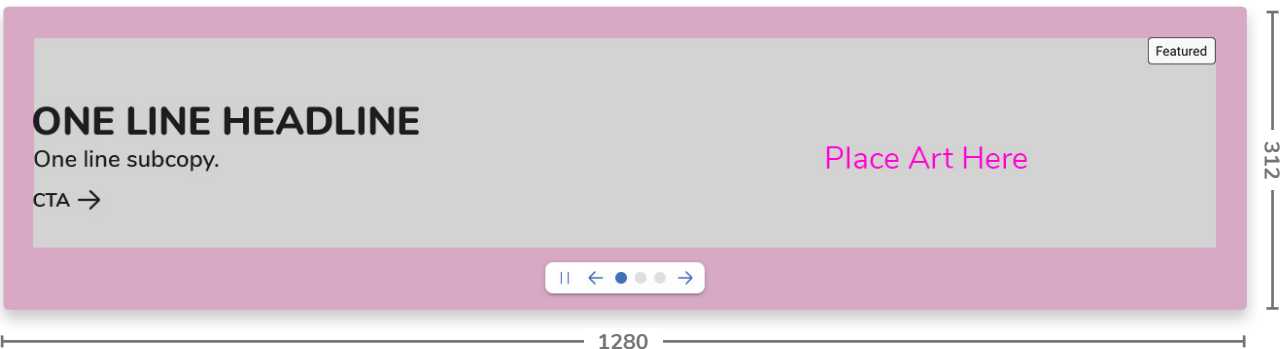 Featured
ONE LINE HEADLINE
One line subcopy.
Place Art Here
CTA
312
1280